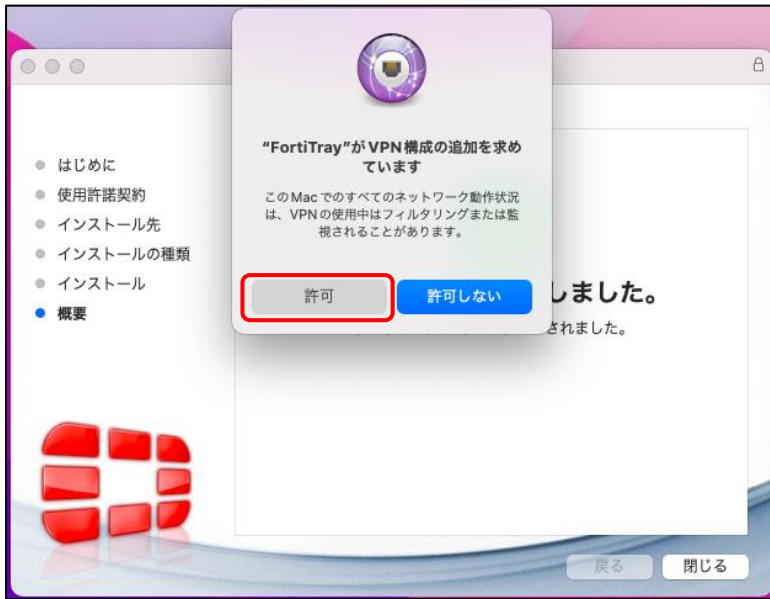 “FortiTray”がVPN構成の追加を求め
ています
このMacでのすべてのネットワーク動作状況
は、VPNの使用中はフィルタリングまたは監
視されることがあります。
許可
許可しない
はじめに
使用許諾契約
インストール先
インストールの種類
インストール
概要
しました。
されました。
戻る
閉じる